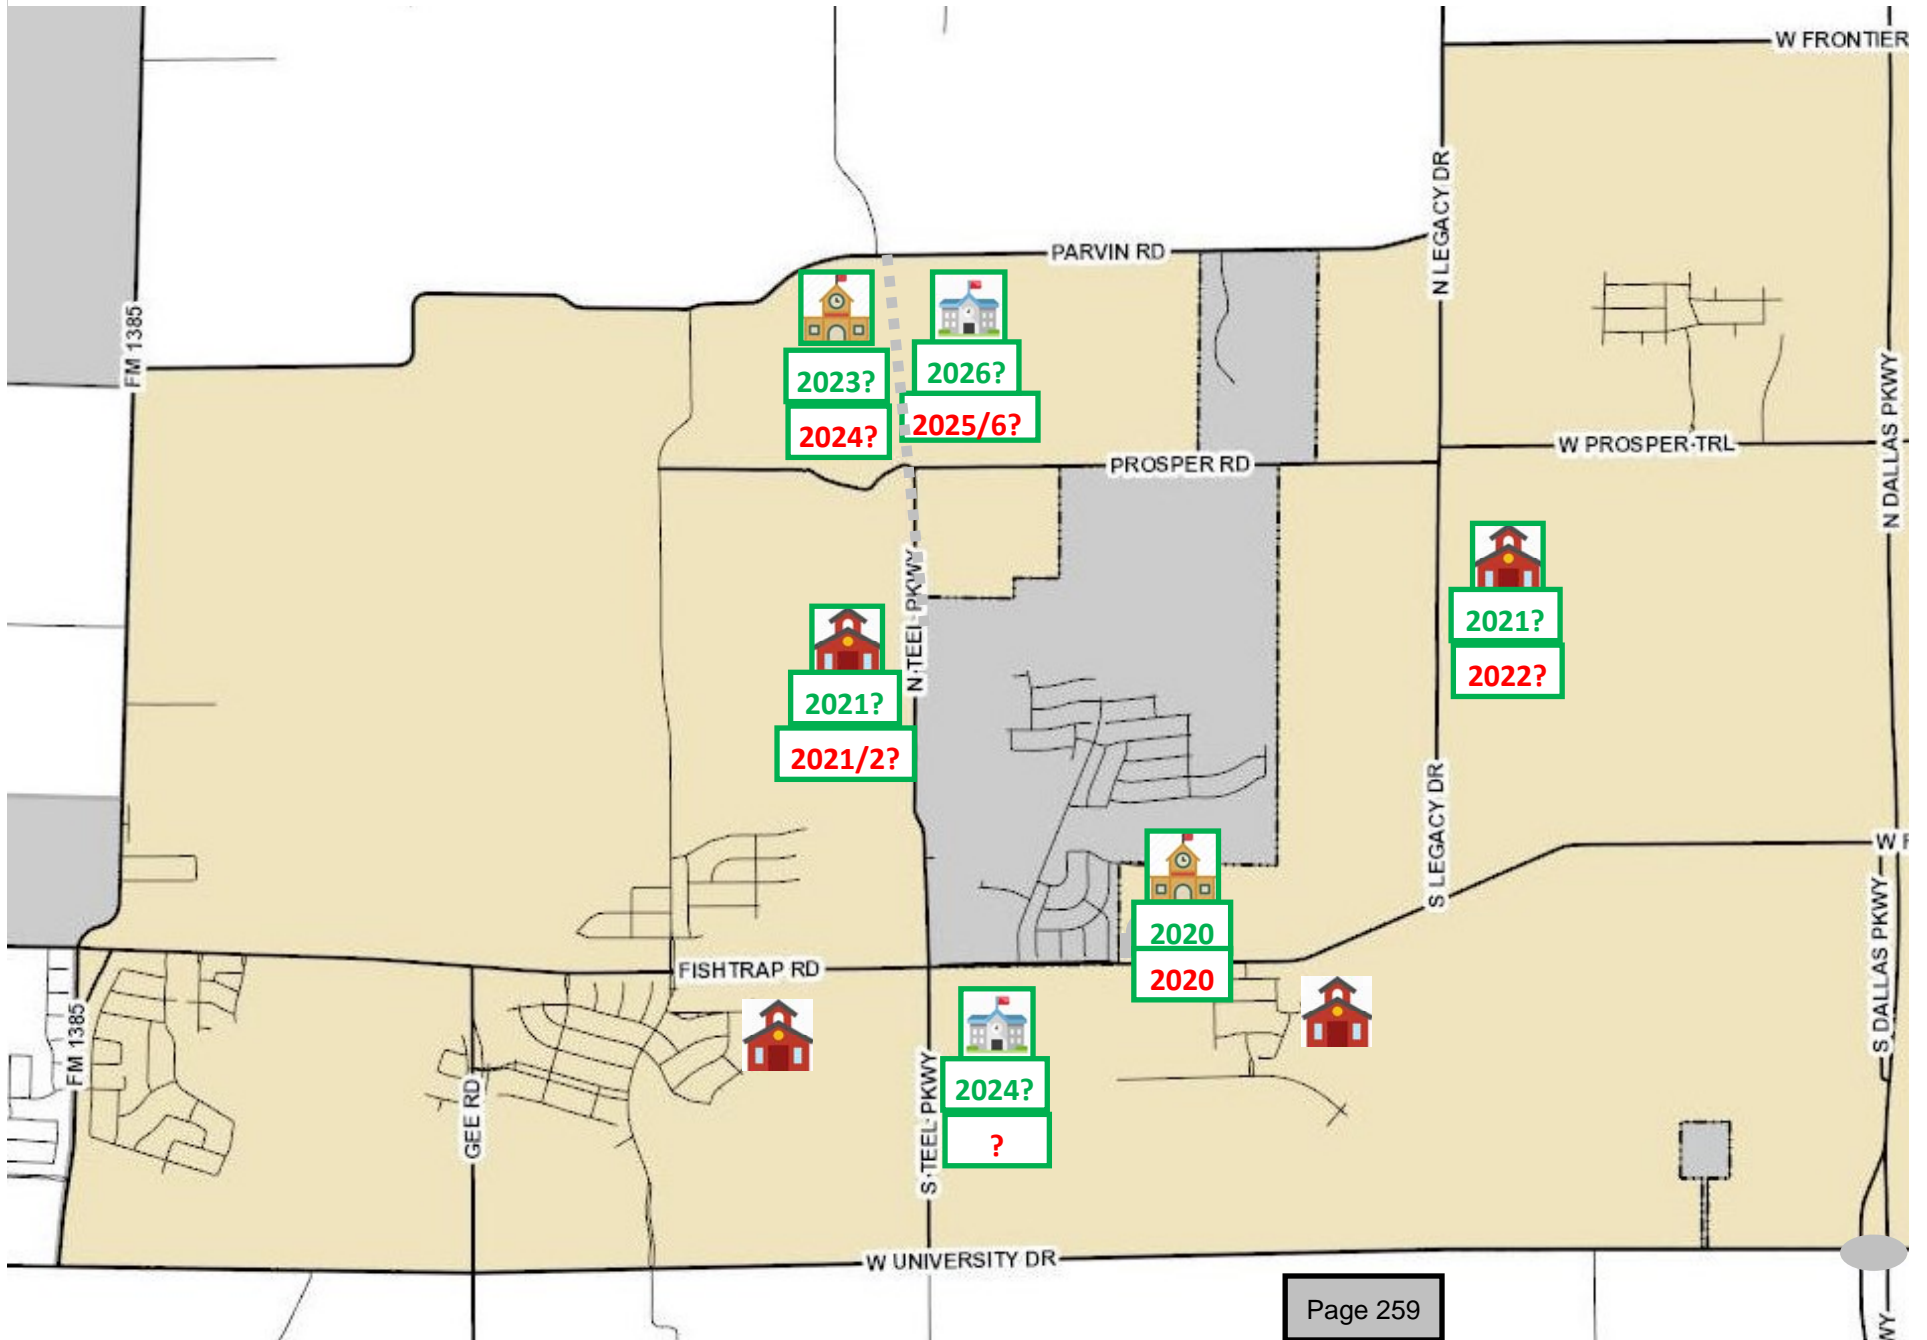 W FRONTIER
N LEGACY DR
PARVIN RD
FM 1385
2023?
2024?
2026?
2025/6?
N DALLAS PKWY
W PROSPER TRL
PROSPER RD
N TEEL PKWY
2021?
2022?
2021?
2021/2?
S LEGACY DR
W F
2020
2020
FISHTRAP RD
S DALLAS PKWY
FM 1385
GEE RD
S TEEL PKWY
2024?
?
W UNIVERSITY DR
Page 259
WY